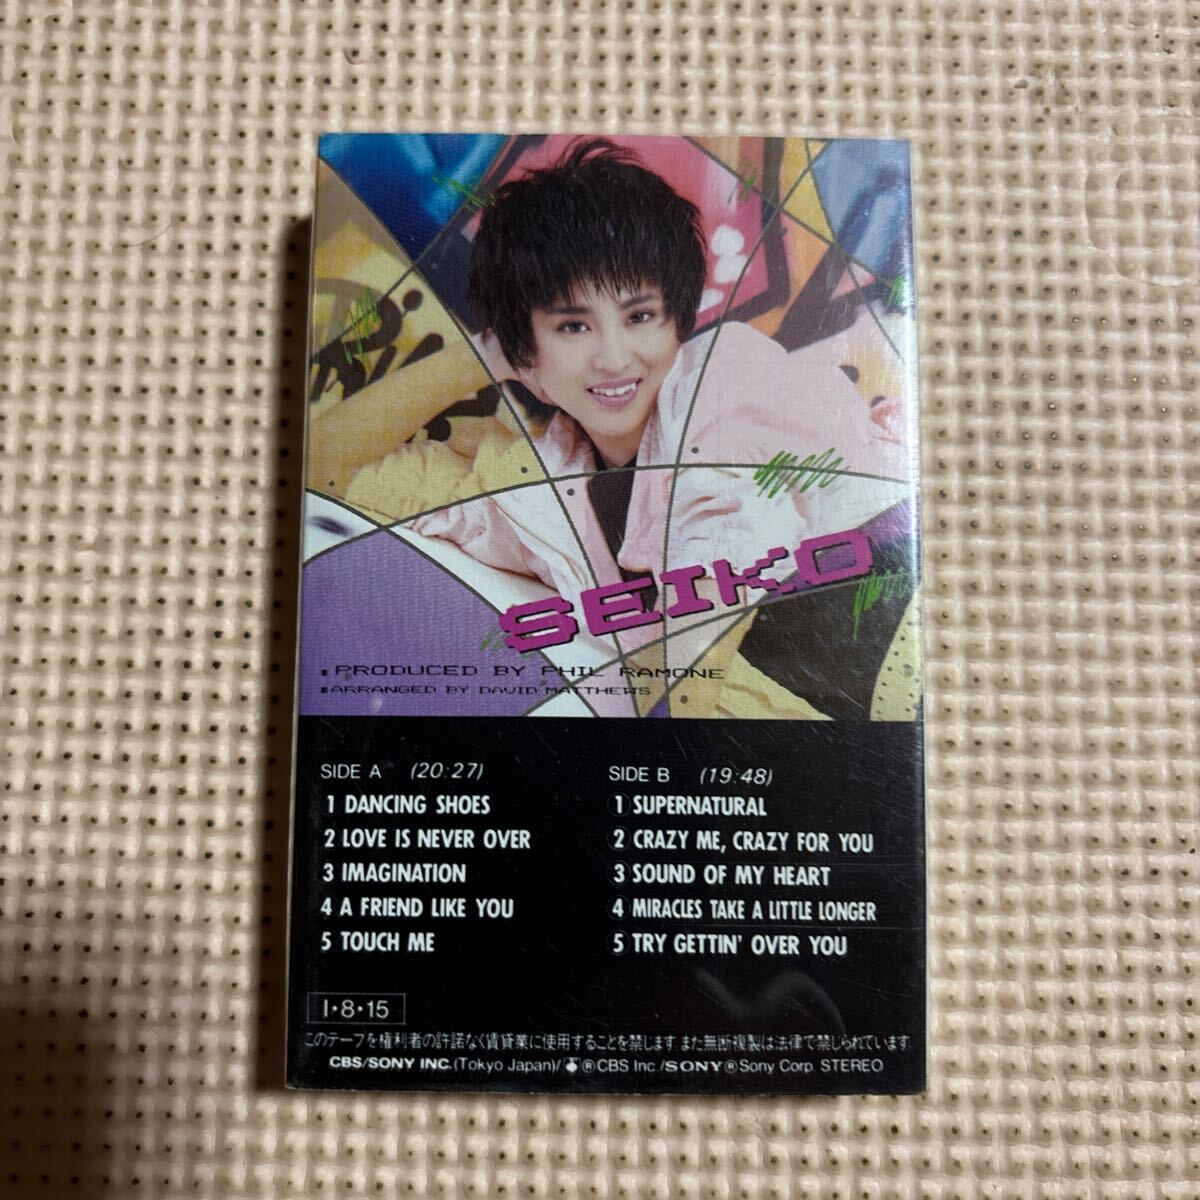 SEIKO
PRODUCED BY PHIL RAMONE
ARRANGED BY DAVID MATTHEWS
SIDE A (20:27)
1 DANCING SHOES
2 LOVE IS NEVER OVER
3 IMAGINATION
4 A FRIEND LIKE YOU
5 TOUCH ME
SIDE B (19:48)
1 SUPERNATURAL
2 CRAZY ME, CRAZY FOR YOU
3 SOUND OF MY HEART
4 MIRACLES TAKE A LITTLE LONGER
5 TRY GETTIN' OVER YOU
I・8・15
このテープを権利者の許諾なく賃貸業に使用することを禁じます。また無断複製は法律で禁じられています。
CBS/SONY INC.(Tokyo Japan)/ ®CBS Inc./SONY®Sony Corp. STEREO